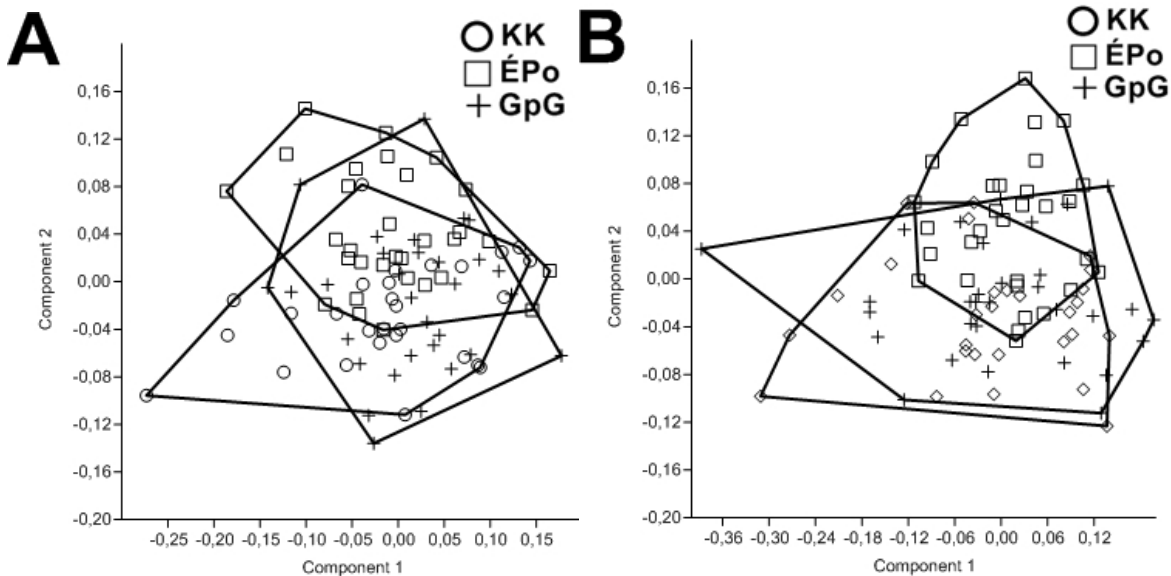 A
KK
ÉPo
GpG
0,16
0,12
0,08
0,04
0,00
-0,04
-0,08
-0,12
-0,16
-0,20
Component 2
-0,25 -0,20 -0,15 -0,10 -0,05 0,00 0,05 0,10 0,15
Component 1
B
KK
ÉPo
GpG
0,16
0,12
0,08
0,04
0,00
-0,04
-0,08
-0,12
-0,16
-0,20
Component 2
-0,36 -0,30 -0,24 -0,18 -0,12 -0,06 0,00 0,06 0,12
Component 1